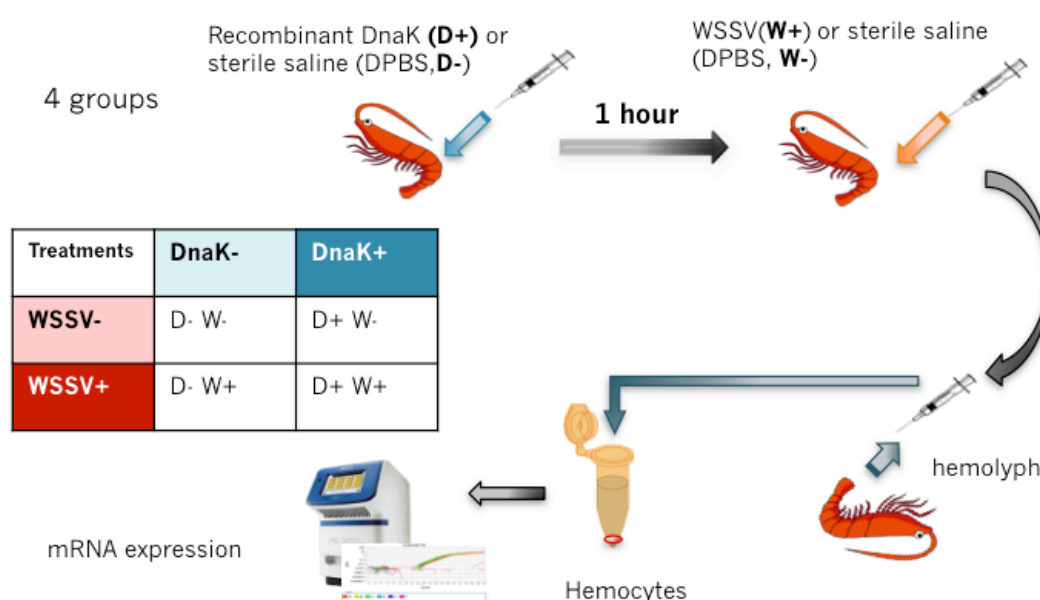 Recombinant DnaK (D+) or
sterile saline (DPBS,D-)
WSSV(W+) or sterile saline
(DPBS, W-)
4 groups
1 hour
Treatments DnaK- DnaK+
WSSV- D- W- D+ W-
WSSV+ D- W+ D+ W+
hemolyph
mRNA expression
Hemocytes